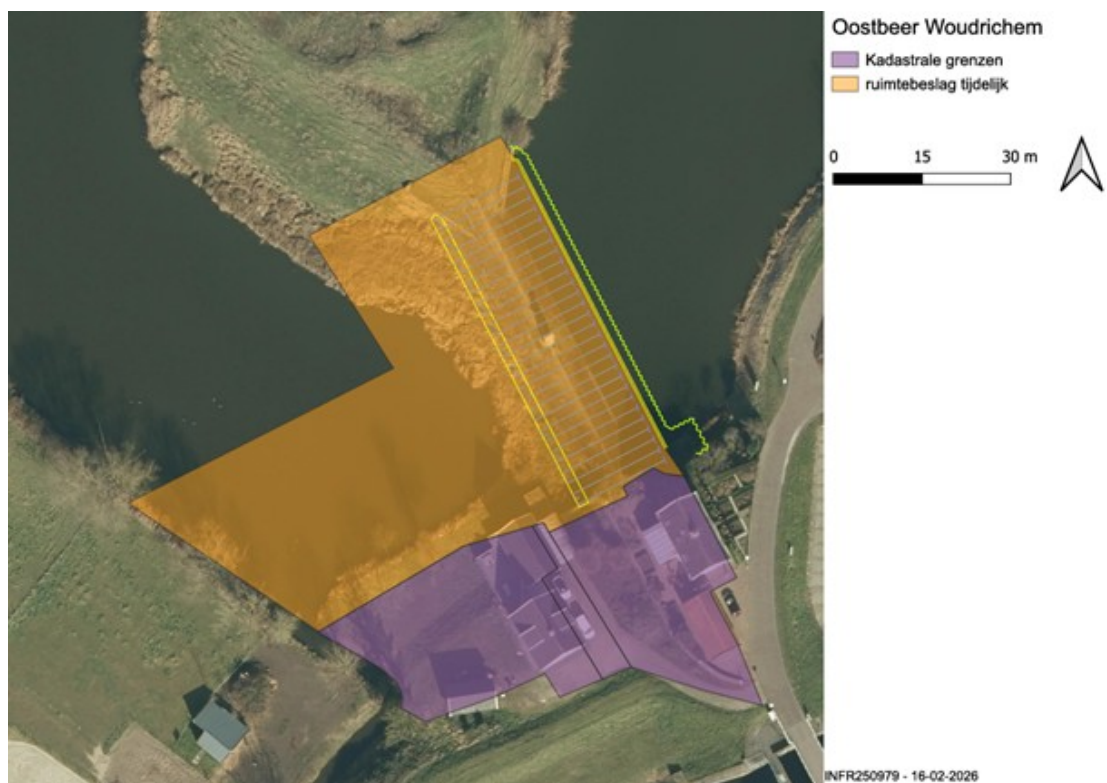 Oostbeer Woudrichem
Kadastrale grenzen
ruimtebeslag tijdelijk
0 15 30 m
INFR250979 - 16-02-2026